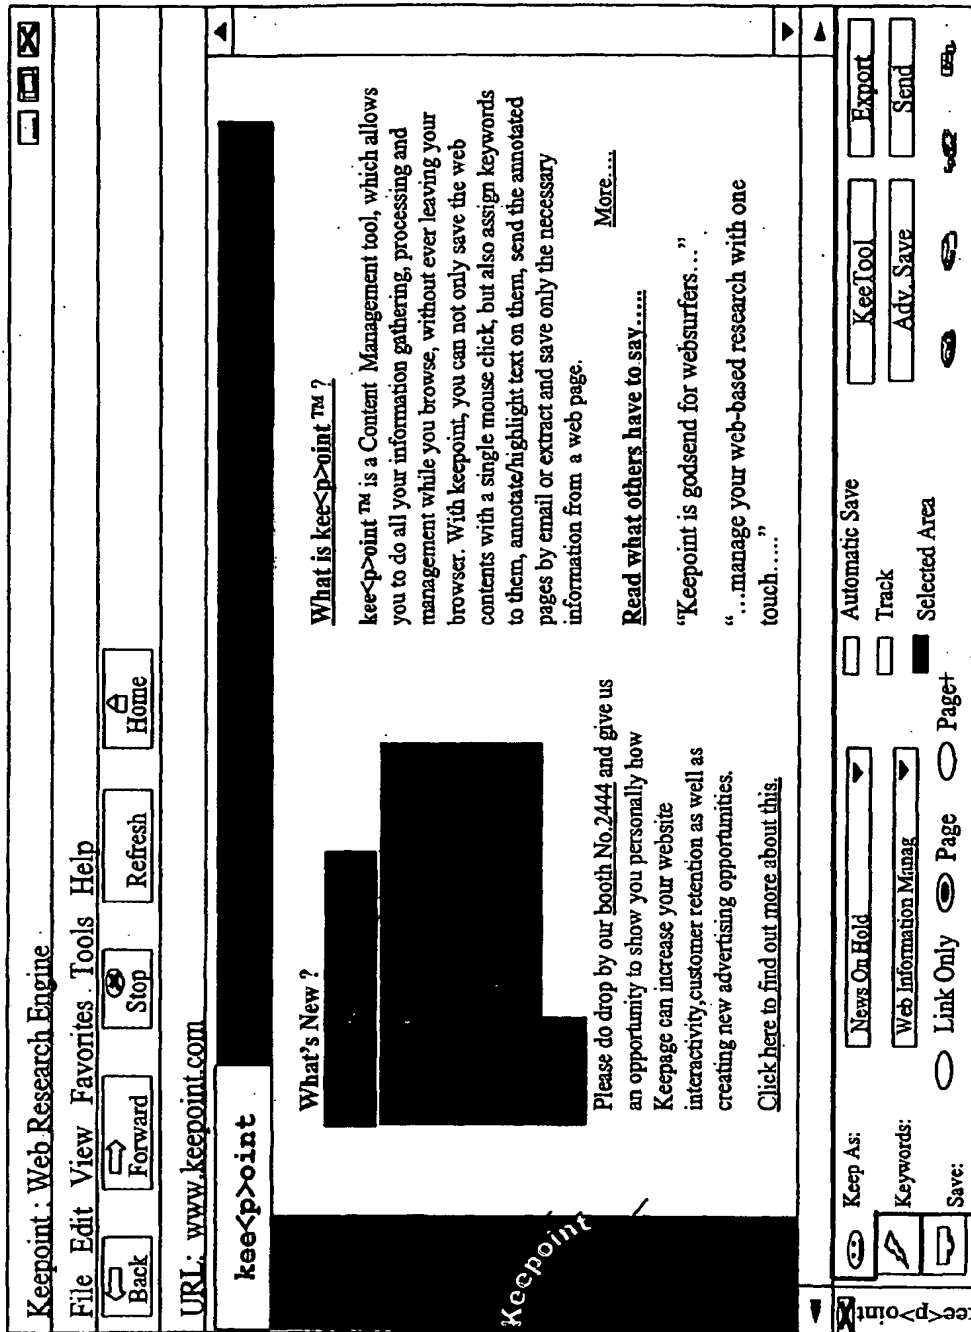 Keepoint : Web Research Engine
File Edit View Favorites Tools Help
Back
Forward
Stop
Refresh
Home
URL: www.keepoint.com
kee<p>oint
Keepoint
What's New ?
Please do drop by our booth No.2444 and give us
an opportunity to show you personally how
Keepage can increase your website
interactivity,customer retention as well as
creating new advertising opportunities.
Click here to find out more about this.
What is kee<p>oint ™ ?
kee<p>oint ™ is a Content Management tool, which allows
you to do all your information gathering, processing and
management while you browse, without ever leaving your
browser. With keepoint, you can not only save the web
contents with a single mouse click, but also assign keywords
to them, annotate/highlight text on them, send the annotated
pages by email or extract and save only the necessary
information from a web page.
More....
Read what others have to say.....
“Keepoint is godsend for websurfers...”
“...manage your web-based research with one
touch.....”
kee<p>oint
Keep As:
News On Hold
Automatic Save
KeeTool
Export
Keywords:
Web Information Manag
Track
Adv. Save
Send
Save:
Link Only
Page
Page+
Selected Area